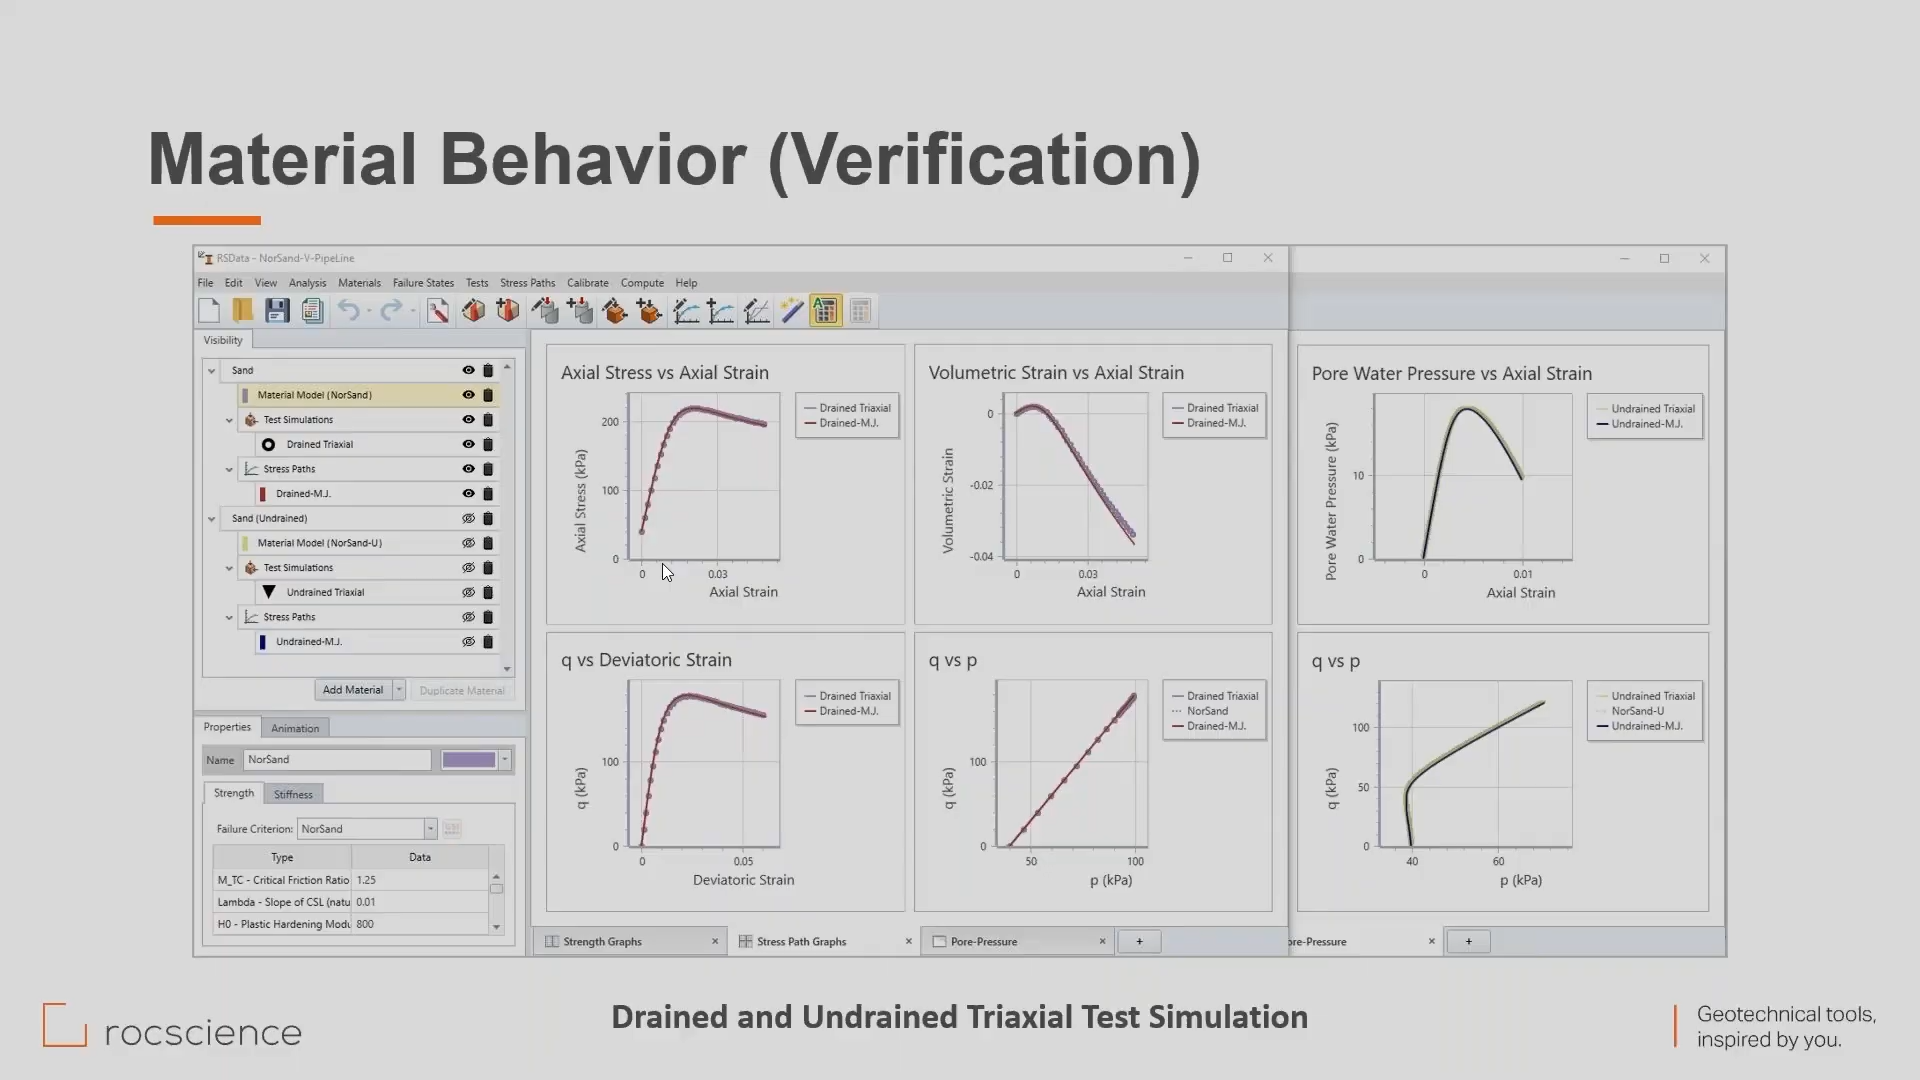 Material Behavior (Verification)
RSData - NorSand-V-PipeLine
File Edit View Analysis Materials Failure States Tests Stress Paths Calibrate Compute Help
Visibility
Sand
Material Model (NorSand)
Test Simulations
Drained Triaxial
Stress Paths
Drained-M.J.
Sand (Undrained)
Material Model (NorSand-U)
Test Simulations
Undrained Triaxial
Stress Paths
Undrained-M.J.
Add Material Duplicate Material
Properties Animation
Name NorSand
Strength Stiffness
Failure Criterion: NorSand
Type Data
M_TC - Critical Friction Ratio 1.25
Lambda - Slope of CSL (natu 0.01
H0 - Plastic Hardening Modu 800
Axial Stress vs Axial Strain
Drained Triaxial
Drained-M.J.
Axial Stress (kPa)
200
100
0
0 0.03
Axial Strain
Volumetric Strain vs Axial Strain
Drained Triaxial
Drained-M.J.
Volumetric Strain
0
-0.02
-0.04
0 0.03
Axial Strain
Pore Water Pressure vs Axial Strain
Undrained Triaxial
Undrained-M.J.
Pore Water Pressure (kPa)
10
0
0 0.01
Axial Strain
q vs Deviatoric Strain
Drained Triaxial
Drained-M.J.
q (kPa)
100
0
0 0.05
Deviatoric Strain
q vs p
Drained Triaxial
NorSand
Drained-M.J.
q (kPa)
100
0
50 100
p (kPa)
q vs p
Undrained Triaxial
NorSand-U
Undrained-M.J.
q (kPa)
100
50
0
40 60
p (kPa)
Strength Graphs Stress Path Graphs Pore-Pressure + ore-Pressure +
Drained and Undrained Triaxial Test Simulation
rocscience
Geotechnical tools,
inspired by you.